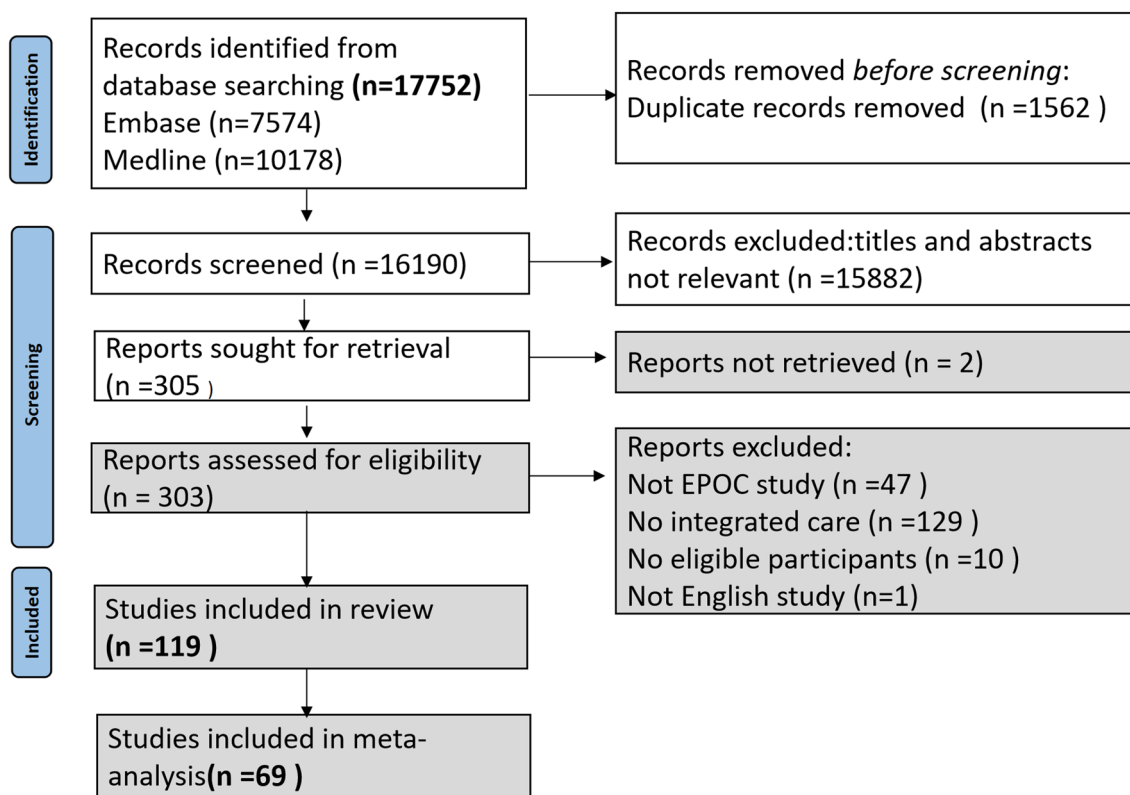 Identification
Records identified from
database searching (n=17752)
Embase (n=7574)
Medline (n=10178)
Records removed before screening:
Duplicate records removed (n =1562 )
Screening
Records screened (n =16190)
Records excluded:titles and abstracts
not relevant (n =15882)
Reports sought for retrieval
(n =305 )
Reports not retrieved (n = 2)
Reports assessed for eligibility
(n = 303)
Reports excluded:
Not EPOC study (n =47 )
No integrated care (n =129 )
No eligible participants (n =10 )
Not English study (n=1)
Included
Studies included in review
(n =119 )
Studies included in meta-
analysis(n =69 )